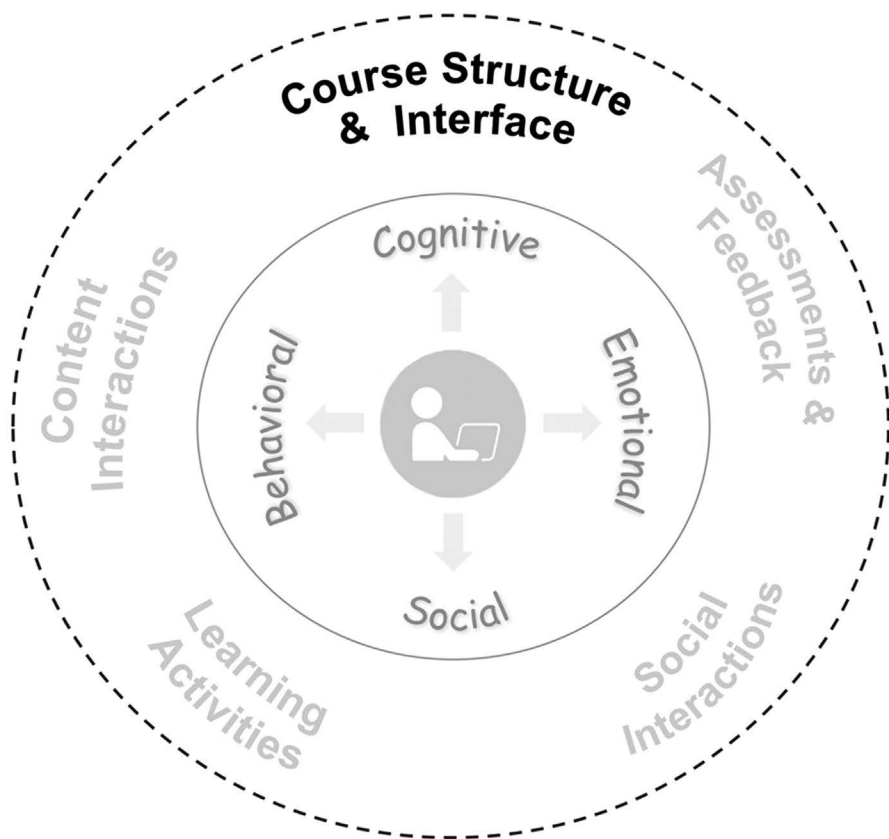 Course Structure
& Interface
Assessments &
Feedback
Content
Interactions
Cognitive
Behavioral
Emotional
Social
Learning
Activities
Social
Interactions